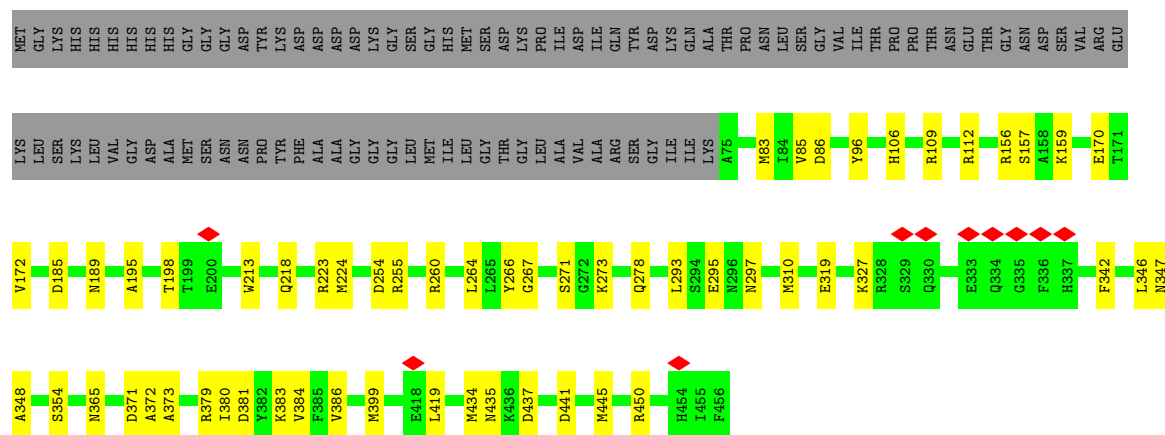 MET GLY LYS HIS HIS HIS HIS HIS HIS GLY GLY GLY ASP TYR LYS ASP ASP ASP ASP LYS GLY SER GLY HIS MET SER ASP LYS PRO ILE ASP ILE GLN TYR ASP LYS GLN ALA THR PRO ASN LEU SER GLY VAL ILE THR PRO PRO THR ASN GLU THR GLY ASN ASP SER VAL ARG GLU
LYS LEU SER LYS LEU VAL GLY ASP ALA MET SER ASN ASN PRO TYR PHE ALA ALA GLY GLY GLY LEU MET ILE LEU GLY THR GLY LEU ALA VAL ALA ARG SER GLY ILE ILE LYS A75 M83 I84 V85 D86 Y96 H106 R109 R112 R156 S157 A158 K159 E170 T171
V172 D185 N189 A195 T198 T199 E200 W213 Q218 R223 M224 D254 R255 R260 L264 L265 Y266 G267 S271 G272 K273 Q278 L293 S294 E295 N296 N297 M310 E319 K327 R328 S329 Q330 E333 Q334 G335 F336 H337 F342 L346 N347
A348 S354 N365 D371 A372 A373 R379 I380 D381 Y382 K383 V384 F385 V386 M399 E418 L419 M434 N435 K436 D437 D441 M445 R450 H454 I455 F456